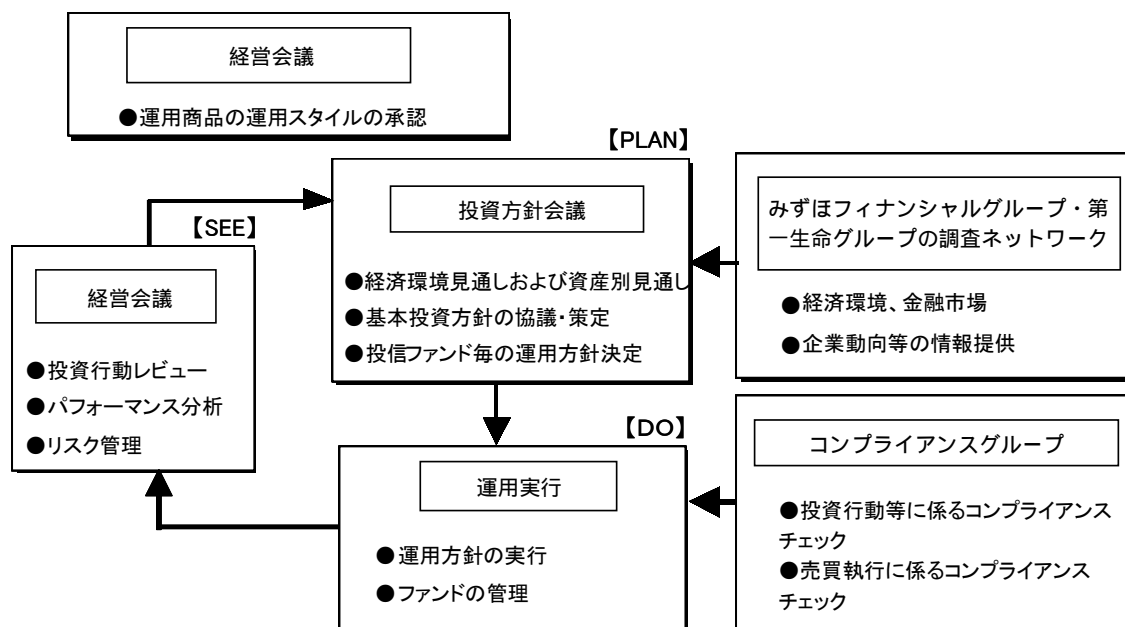 経営会議
●運用商品の運用スタイルの承認
【PLAN】
投資方針会議
●経済環境見通しおよび資産別見通し
●基本投資方針の協議・策定
●投信ファンド毎の運用方針決定
みずほフィナンシャルグループ・第
一生命グループの調査ネットワーク
●経済環境、金融市場
●企業動向等の情報提供
【SEE】
経営会議
●投資行動レビュー
●パフォーマンス分析
●リスク管理
【DO】
運用実行
●運用方針の実行
●ファンドの管理
コンプライアンスグループ
●投資行動等に係るコンプライアンス
チェック
●売買執行に係るコンプライアンス
チェック